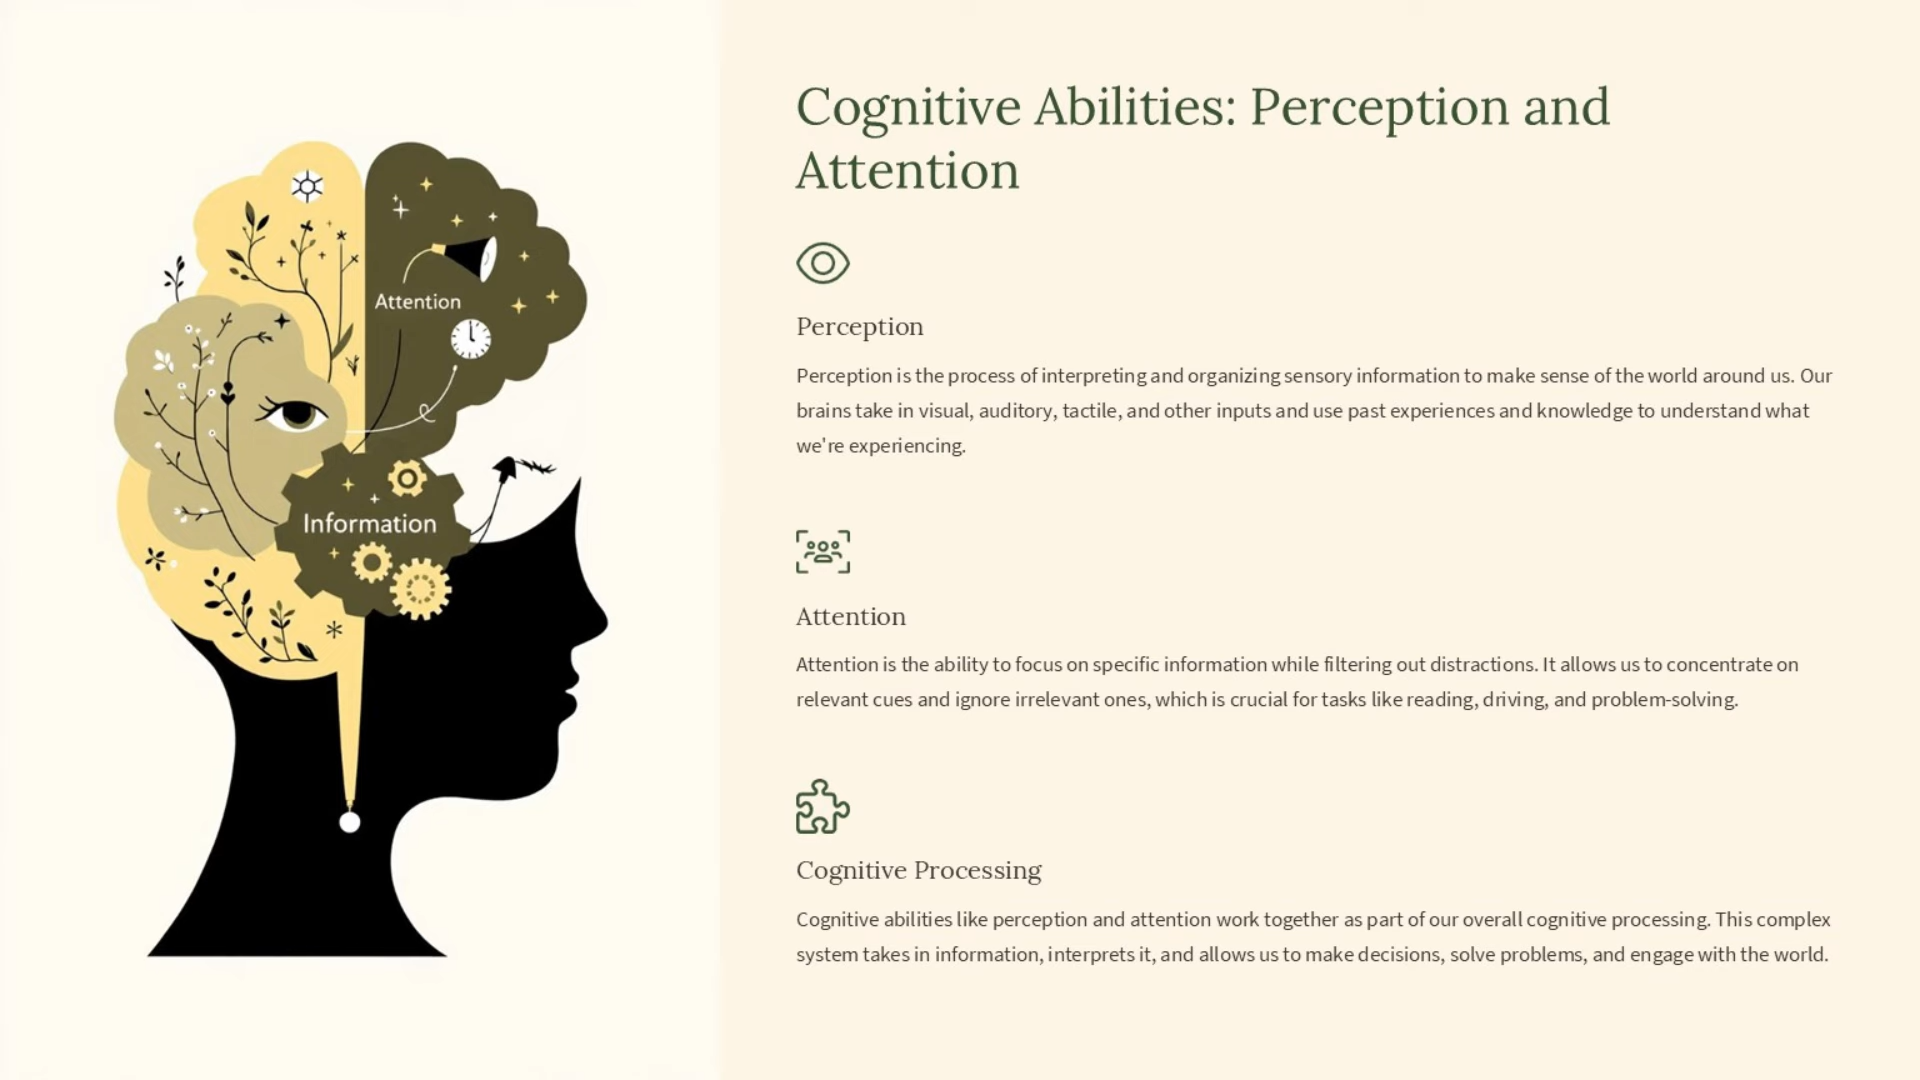 Cognitive Abilities: Perception and
Attention
Attention
Information
Perception
Perception is the process of interpreting and organizing sensory information to make sense of the world around us. Our
brains take in visual, auditory, tactile, and other inputs and use past experiences and knowledge to understand what
we're experiencing.
Attention
Attention is the ability to focus on specific information while filtering out distractions. It allows us to concentrate on
relevant cues and ignore irrelevant ones, which is crucial for tasks like reading, driving, and problem-solving.
Cognitive Processing
Cognitive abilities like perception and attention work together as part of our overall cognitive processing. This complex
system takes in information, interprets it, and allows us to make decisions, solve problems, and engage with the world.